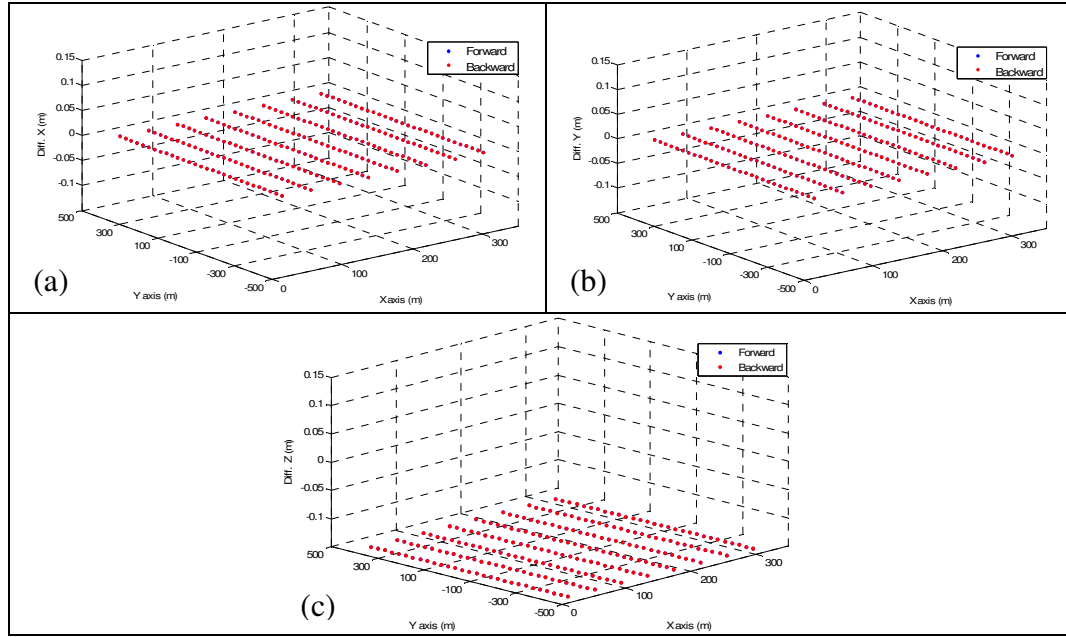 0.15
0.1
0.05
0
-0.05
-0.1
500
300
100
-100
-300
-500
0
100
200
300
Diff. X (m)
Y axis (m)
X axis (m)
Forward
Backward
(a)
0.15
0.1
0.05
0
-0.05
-0.1
500
300
100
-100
-300
-500
0
100
200
300
Diff. Y (m)
Y axis (m)
X axis (m)
Forward
Backward
(b)
0.15
0.1
0.05
0
-0.05
-0.1
500
300
100
-100
-300
-500
0
100
200
300
Diff. Z (m)
Y axis (m)
X axis (m)
Forward
Backward
(c)